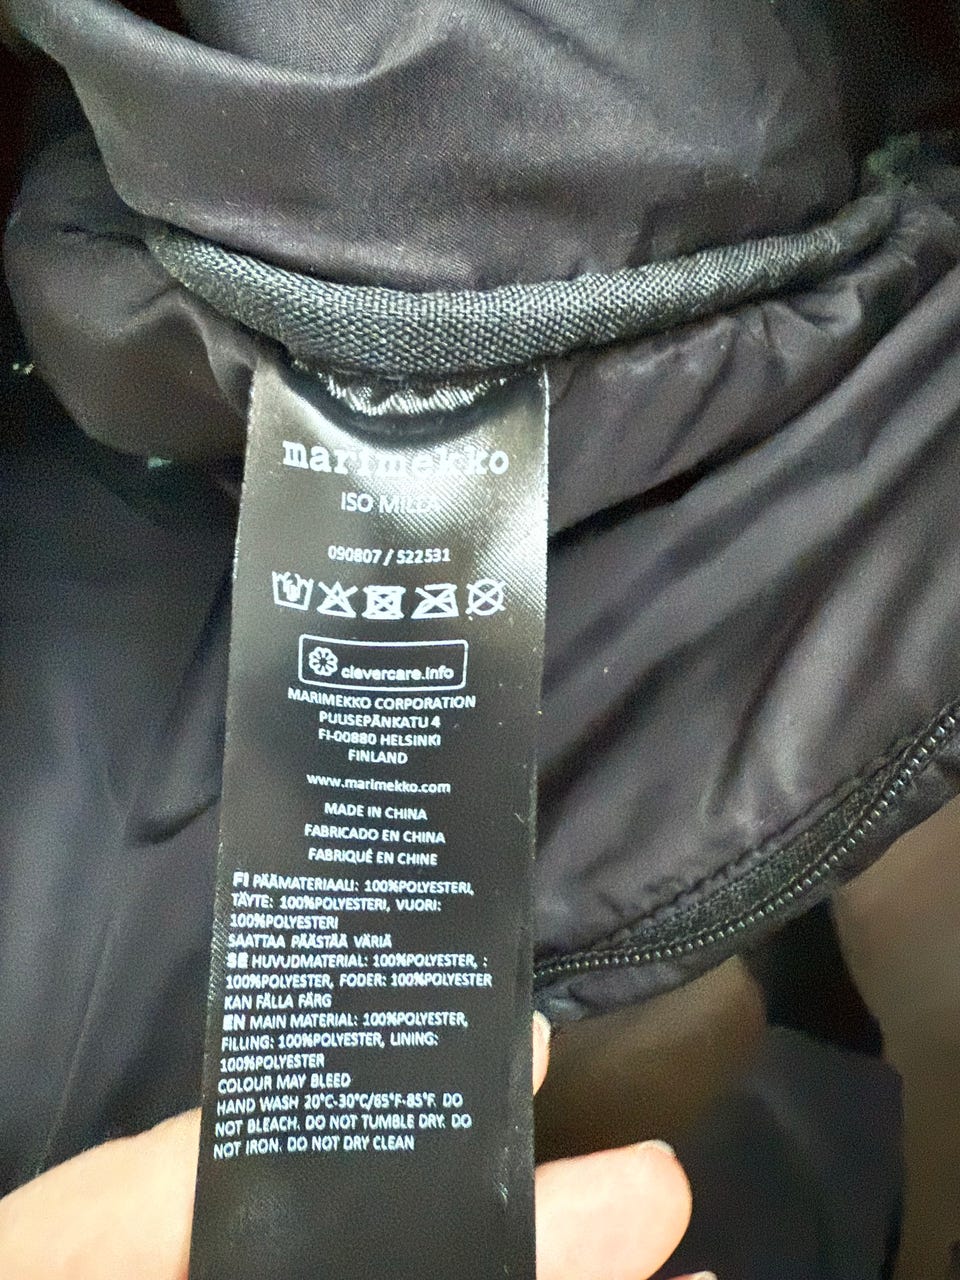 marimekko
ISO MILLA
090807 / 522531
clevercare.info
MARIMEKKO CORPORATION
PUUSEPÄNKATU 4
FI-00880 HELSINKI
FINLAND
www.marimekko.com
MADE IN CHINA
FABRICADO EN CHINA
FABRIQUÉ EN CHINE
FI PÄÄMATERIAALI: 100%POLYESTERI,
TÄYTE: 100%POLYESTERI, VUORI:
100%POLYESTERI
SAATTAA PÄÄSTÄÄ VÄRIÄ
SE HUVUDMATERIAL: 100%POLYESTER, :
100%POLYESTER, FODER: 100%POLYESTER
KAN FÄLLA FÄRG
EN MAIN MATERIAL: 100%POLYESTER,
FILLING: 100%POLYESTER, LINING:
100%POLYESTER
COLOUR MAY BLEED
HAND WASH 20°C-30°C/65°F-85°F. DO
NOT BLEACH. DO NOT TUMBLE DRY. DO
NOT IRON. DO NOT DRY CLEAN